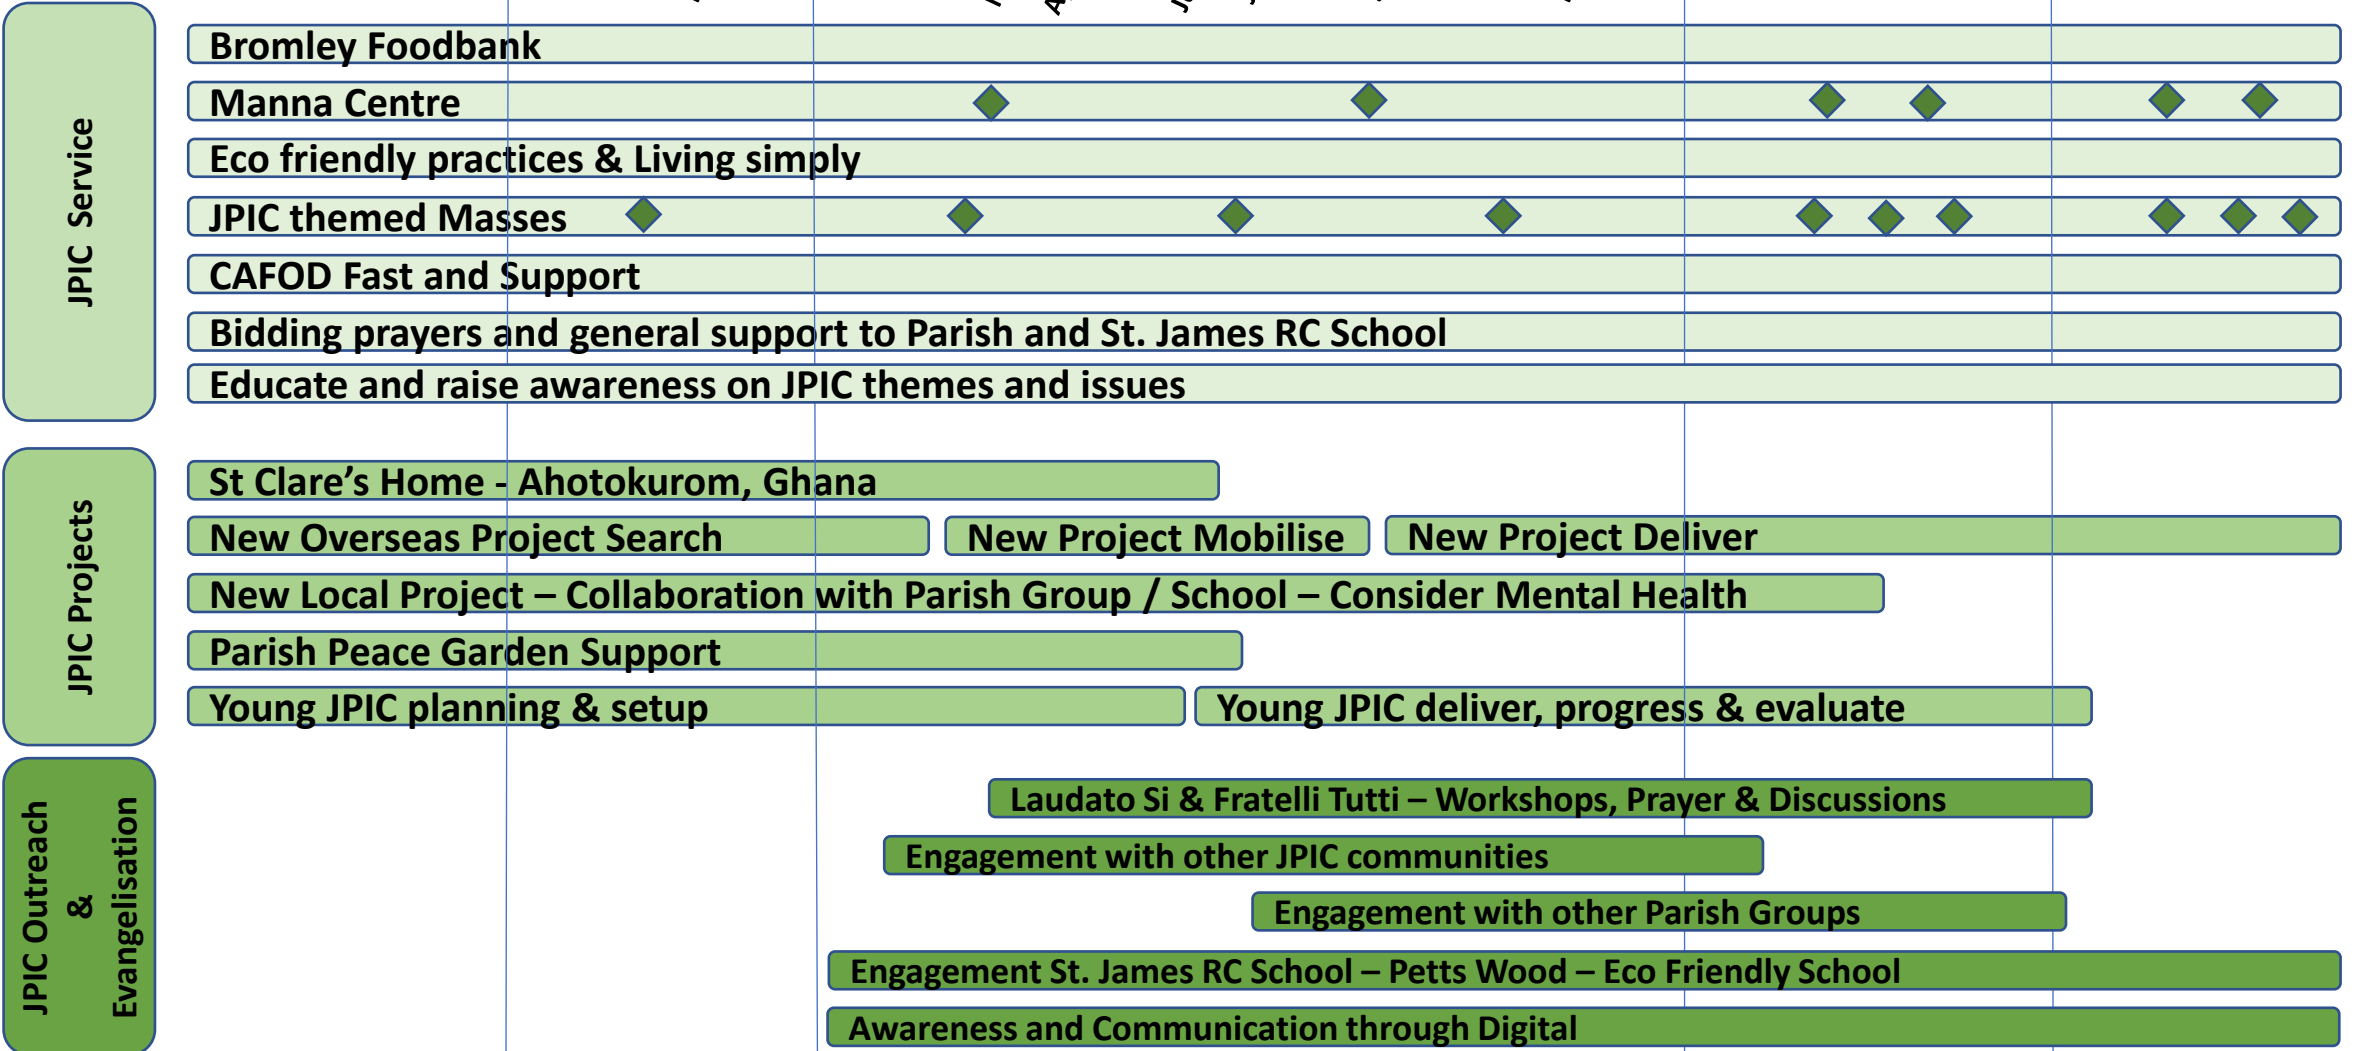 JPIC Service
Bromley Foodbank
Manna Centre
Eco friendly practices & Living simply
JPIC themed Masses
CAFOD Fast and Support
Bidding prayers and general support to Parish and St. James RC School
Educate and raise awareness on JPIC themes and issues
JPIC Projects
St Clare’s Home - Ahotokurom, Ghana
New Overseas Project Search
New Project Mobilise
New Project Deliver
New Local Project – Collaboration with Parish Group / School – Consider Mental Health
Parish Peace Garden Support
Young JPIC planning & setup
Young JPIC deliver, progress & evaluate
JPIC Outreach
&
Evangelisation
Laudato Si & Fratelli Tutti – Workshops, Prayer & Discussions
Engagement with other JPIC communities
Engagement with other Parish Groups
Engagement St. James RC School – Petts Wood – Eco Friendly School
Awareness and Communication through Digital